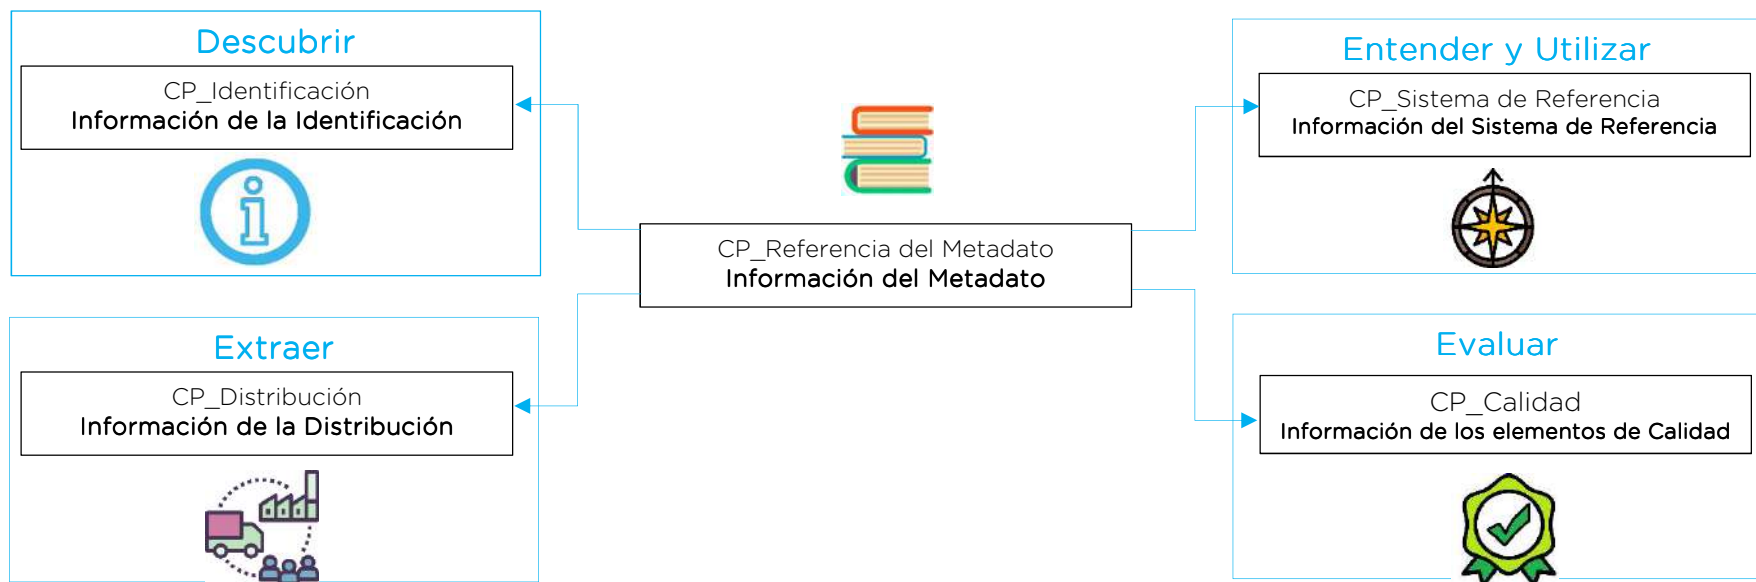 Descubrir
CP_Identificación
Información de la Identificación
Entender y Utilizar
CP_Sistema de Referencia
Información del Sistema de Referencia
CP_Referencia del Metadato
Información del Metadato
Extraer
CP_Distribución
Información de la Distribución
Evaluar
CP_Calidad
Información de los elementos de Calidad